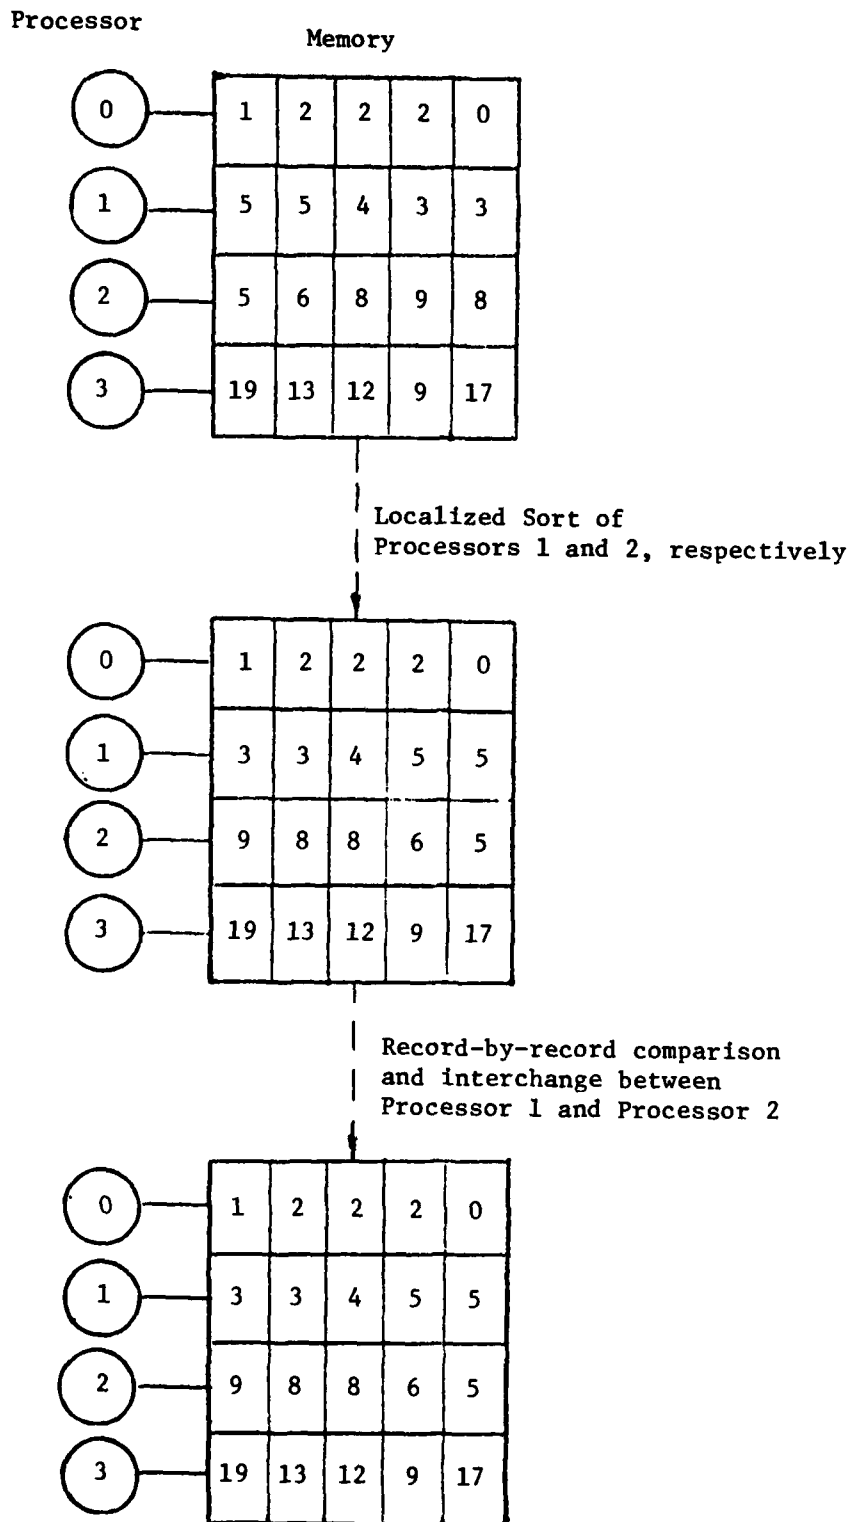 Processor
Memory
0 1 2 2 2 0
1 5 5 4 3 3
2 5 6 8 9 8
3 19 13 12 9 17
Localized Sort of
Processors 1 and 2, respectively
0 1 2 2 2 0
1 3 3 4 5 5
2 9 8 8 6 5
3 19 13 12 9 17
Record-by-record comparison
and interchange between
Processor 1 and Processor 2
0 1 2 2 2 0
1 3 3 4 5 5
2 9 8 8 6 5
3 19 13 12 9 17